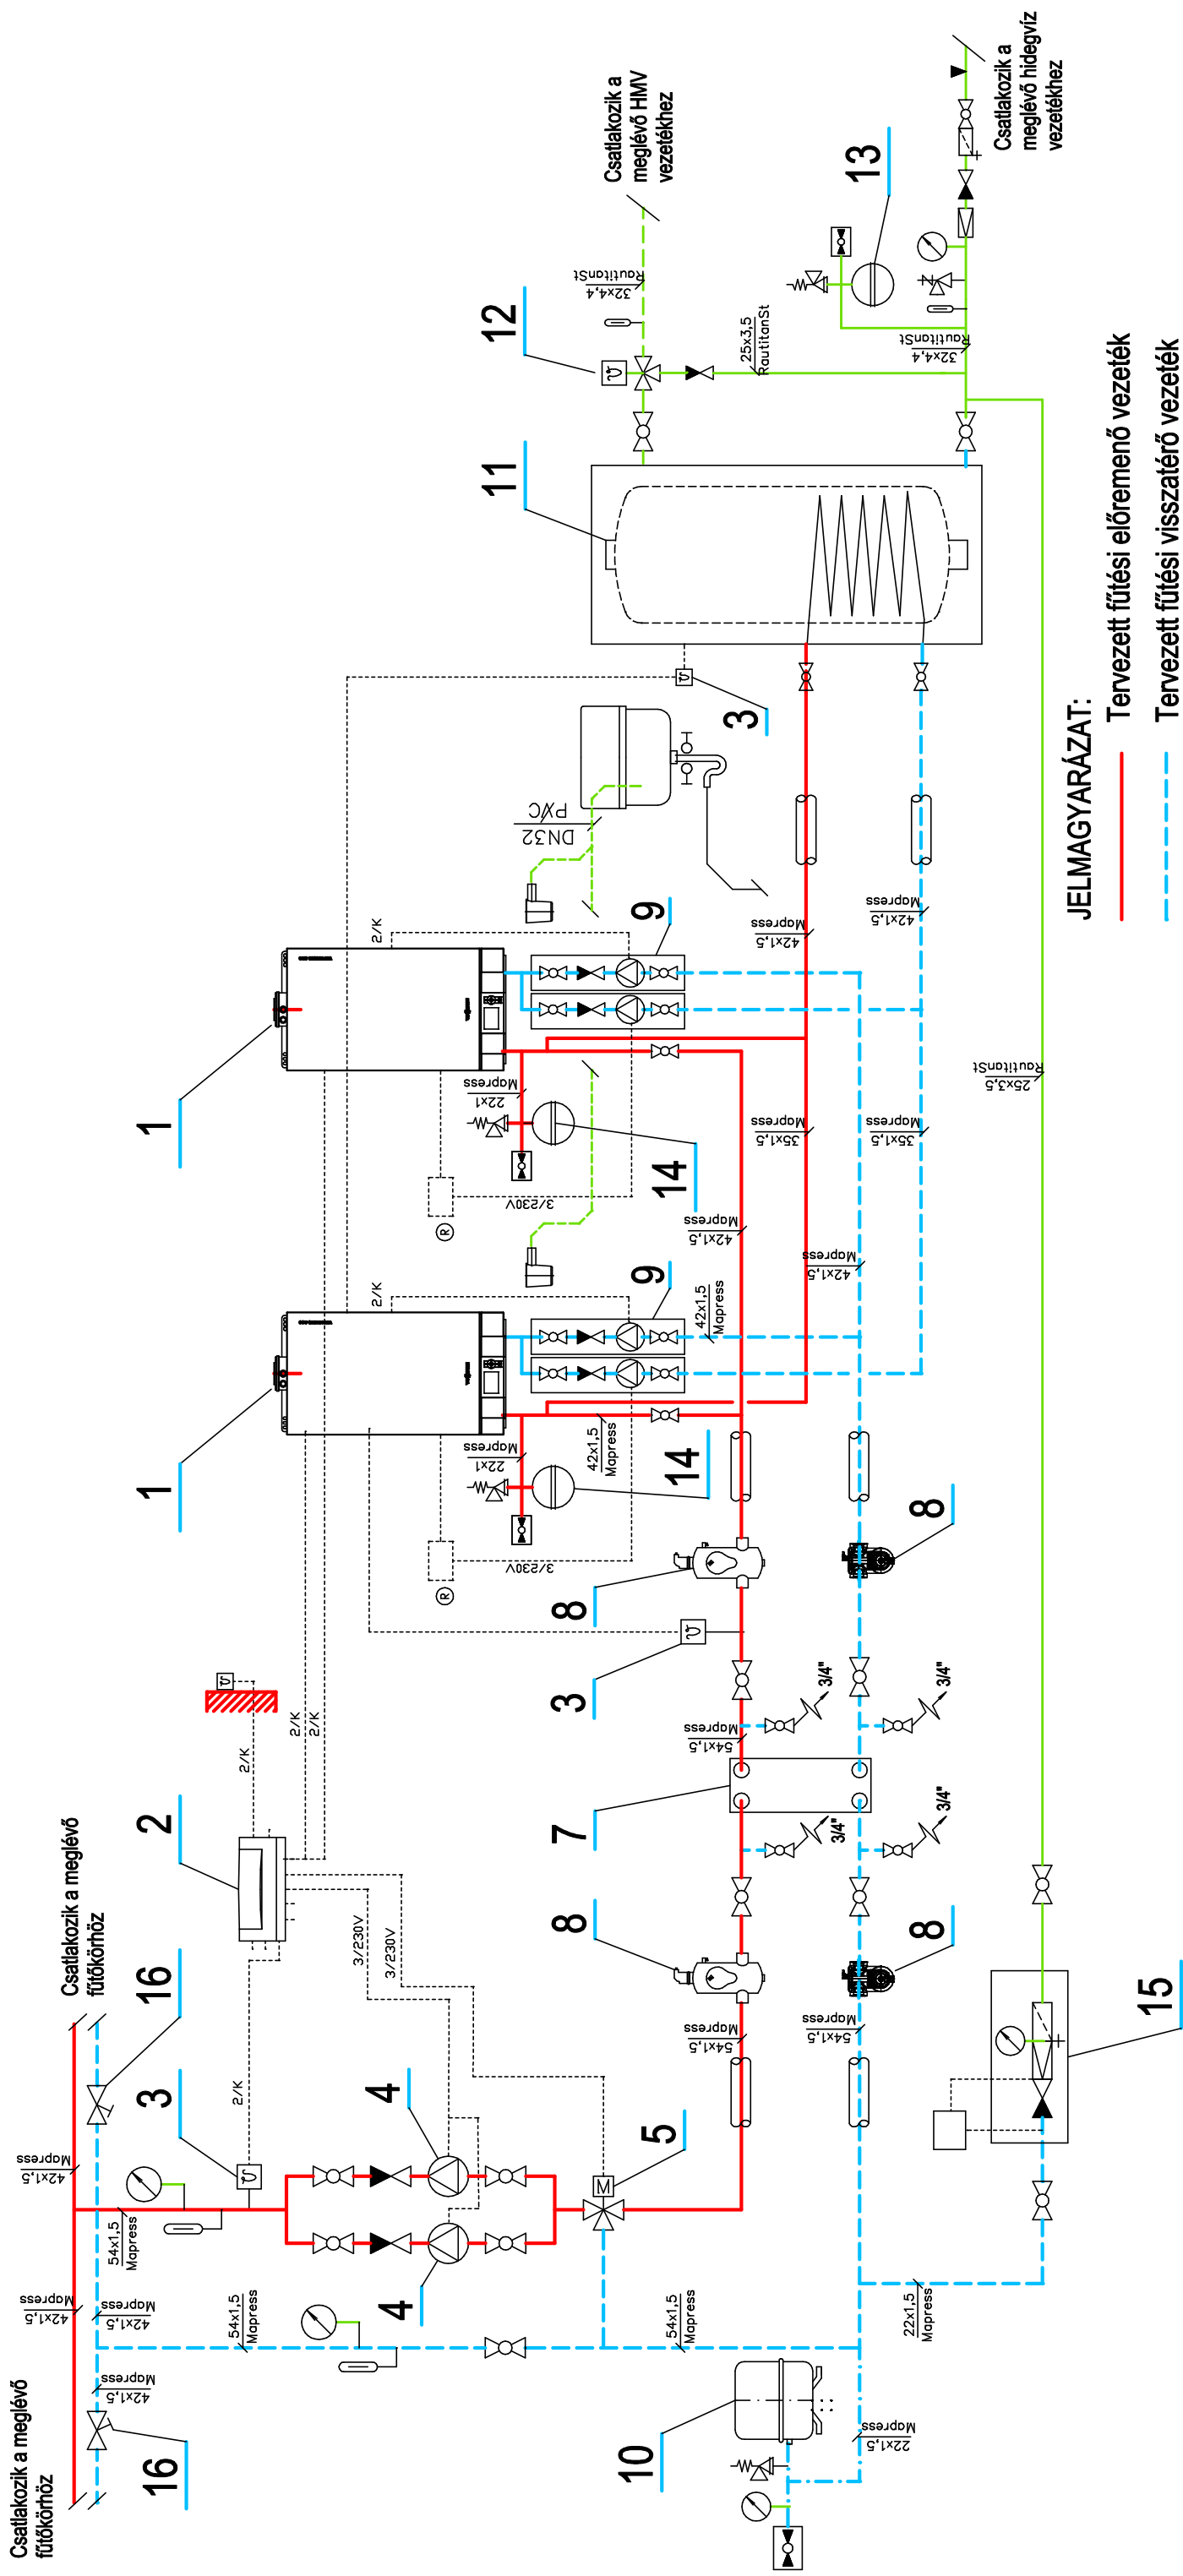 Csatlakozik a
meglévő HMV
vezetékhez
Csatlakozik a
meglévő hidegvíz
vezetékhez
13
12
11
32x4,4
RautitanSt
25x3,5
RautitanSt
32x4,4
RautitanSt
3
DN32
PVC
JELMAGYARÁZAT:
Tervezett fűtési előremenő vezeték
Tervezett fűtési visszatérő vezeték
42x1,5
Mapress
42x1,5
Mapress
1
2/K
9
22x1
Mapress
14
3/230V
R
35x1,5
Mapress
35x1,5
Mapress
42x1,5
Mapress
42x1,5
Mapress
25x3,5
RautitanSt
1
2/K
9
42x1,5
Mapress
22x1
Mapress
42x1,5
Mapress
14
3/230V
R
8
8
3
3/4"
3/4"
54x1,5
Mapress
7
3/4"
3/4"
2/K
2/K
2/K
2
Csatlakozik a meglévő
fűtőkörhöz
3/230V
3/230V
8
8
54x1,5
Mapress
54x1,5
Mapress
15
16
3
2/K
4
4
5
M
42x1,5
Mapress
54x1,5
Mapress
42x1,5
Mapress
42x1,5
Mapress
54x1,5
Mapress
54x1,5
Mapress
22x1,5
Mapress
42x1,5
Mapress
10
22x1,5
Mapress
16
Csatlakozik a meglévő
fűtőkörhöz